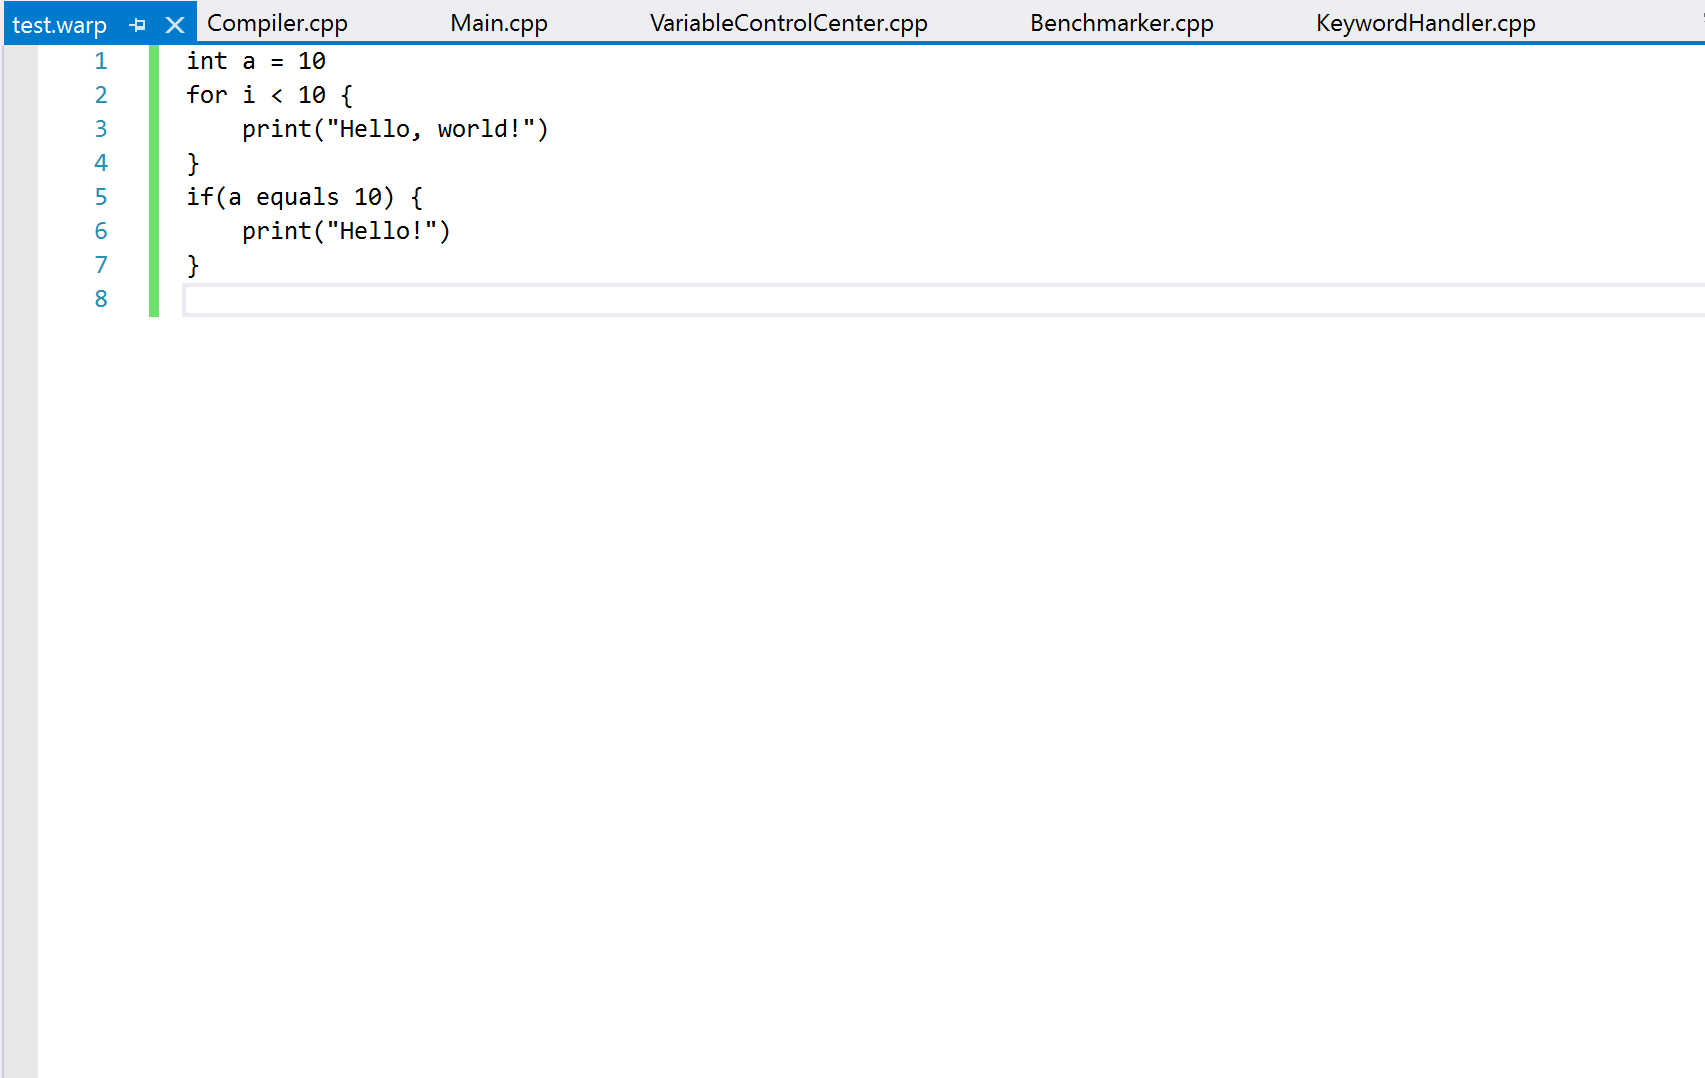 test.warp Compiler.cpp Main.cpp VariableControlCenter.cpp Benchmarker.cpp KeywordHandler.cpp
1 int a = 10
2 for i < 10 {
3     print("Hello, world!")
4 }
5 if(a equals 10) {
6     print("Hello!")
7 }
8